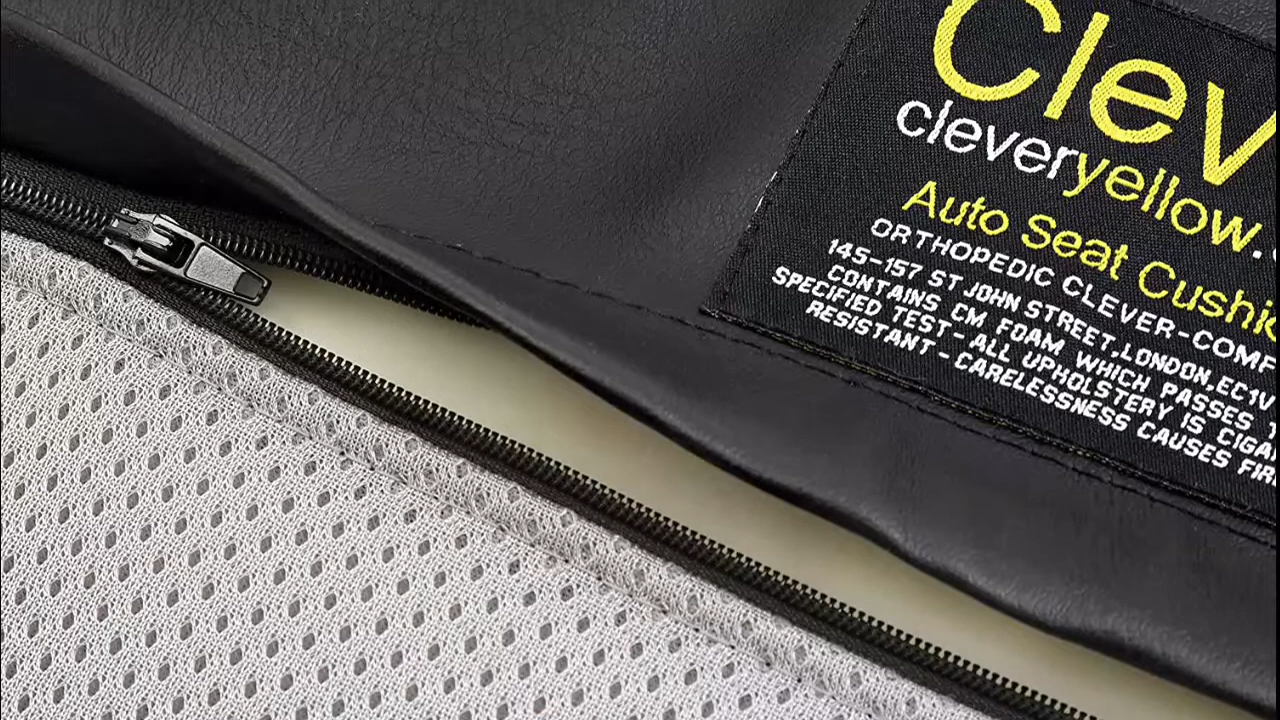 Clev
cleveryellow.
Auto Seat Cushio
ORTHOPEDIC CLEVER-COMF
145-157 ST JOHN STREET,LONDON,EC1V
CONTAINS CM FOAM WHICH PASSES T
SPECIFIED TEST-ALL UPHOLSTERY IS CIGA
RESISTANT-CARELESSNESS CAUSES FIR